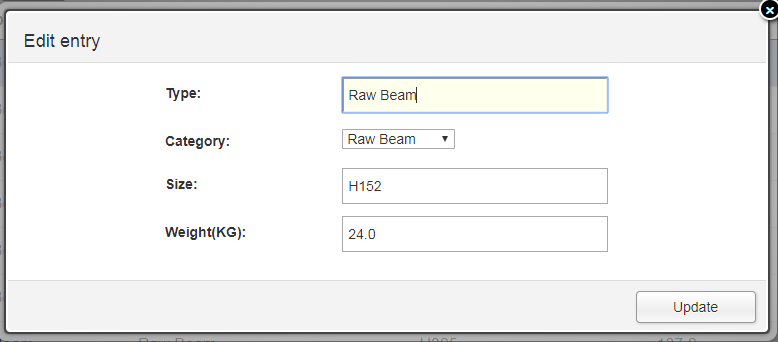 Edit entry
Type: Raw Beam
Category: Raw Beam
Size: H152
Weight(KG): 24.0
Update